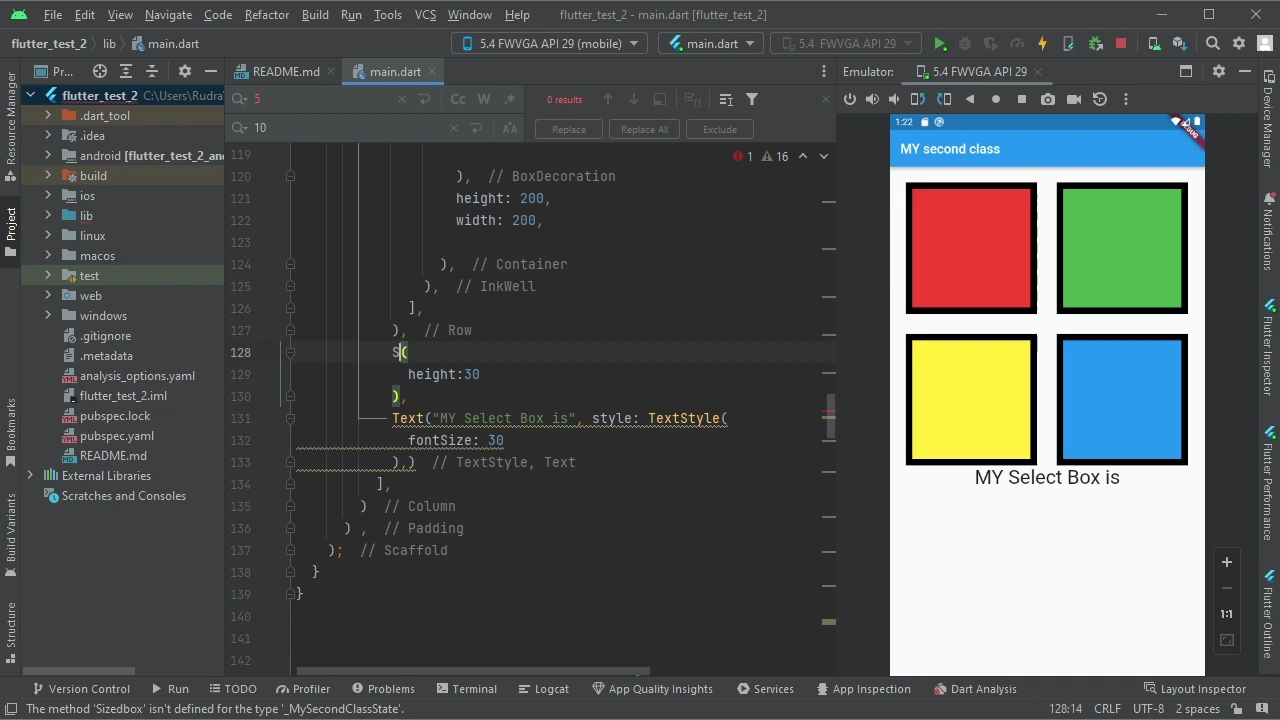 File Edit View Navigate Code Refactor Build Run Tools VCS Window Help flutter_test_2 - main.dart [flutter_test_2]
flutter_test_2 lib main.dart 5.4 FWVGA API 29 (mobile) main.dart 5.4 FWVGA API 29
Pr... README.md main.dart Emulator: 5.4 FWVGA API 29
flutter_test_2 C:\Users\Rudra
.dart_tool
.idea
android [flutter_test_2_an
build
ios
lib
linux
macos
test
web
windows
.gitignore
.metadata
analysis_options.yaml
flutter_test_2.iml
pubspec.lock
pubspec.yaml
README.md
External Libraries
Scratches and Consoles
5 Cc W .* 0 results
10 Replace Replace All Exclude
1 16
119
120 ), // BoxDecoration
121 height: 200,
122 width: 200,
123
124 ), // Container
125 ), // InkWell
126 ],
127 ), // Row
128 S(
129 height:30
130 ),
131 Text("MY Select Box is", style: TextStyle(
132 fontSize: 30
133 ),) // TextStyle, Text
134 ],
135 ) // Column
136 ) , // Padding
137 ); // Scaffold
138 }
139 }
140
141
142
1:22
DEBUG
MY second class
MY Select Box is
1:1
Resource Manager
Project
Bookmarks
Build Variants
Structure
Device Manager
Notifications
Flutter Inspector
Flutter Performance
Flutter Outline
Version Control Run TODO Profiler Problems Terminal Logcat App Quality Insights Services App Inspection Dart Analysis Layout Inspector
The method 'Sizedbox' isn't defined for the type '_MySecondClassState'. 128:14 CRLF UTF-8 2 spaces